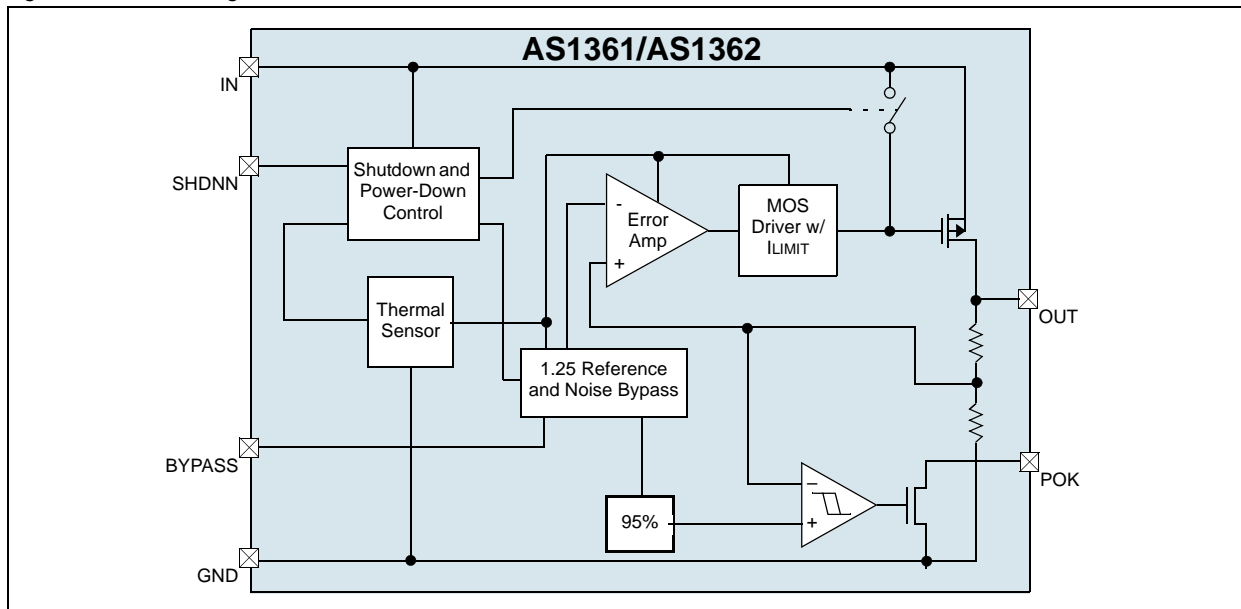 AS1361/AS1362
IN
SHDNN
Shutdown and
Power-Down
Control
-
Error
Amp
+
MOS
Driver w/
ILIMIT
Thermal
Sensor
OUT
1.25 Reference
and Noise Bypass
BYPASS
POK
95%
–
+
GND